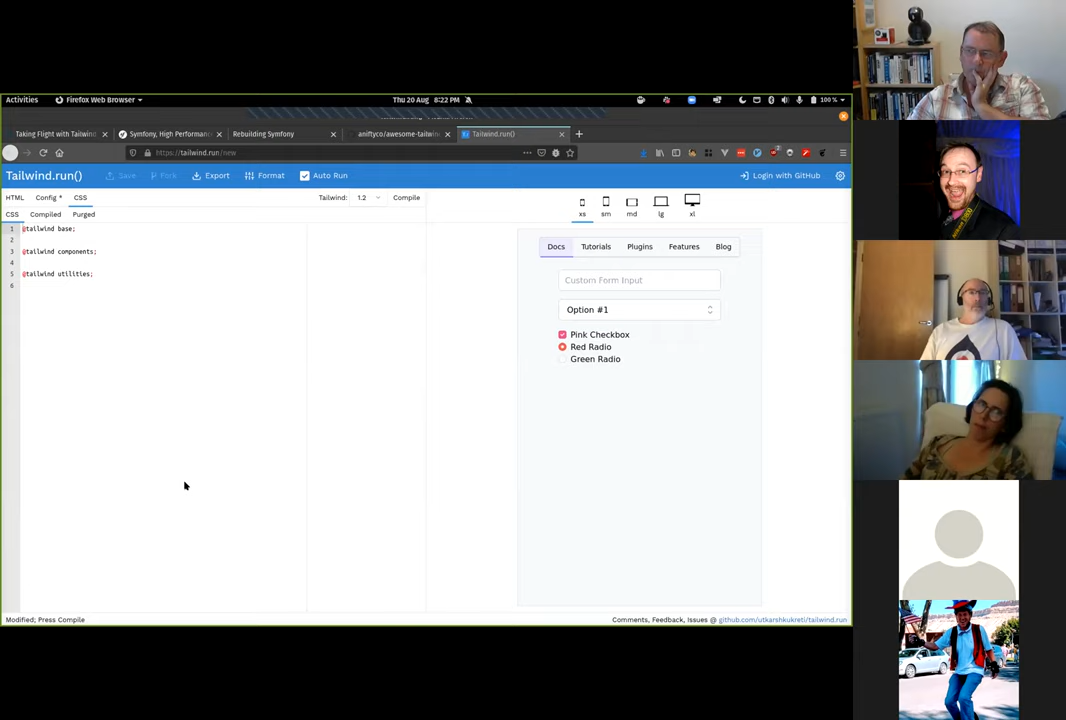 Activities
Firefox Web Browser
Thu 20 Aug 8:22 PM
100 %
Taking Flight with Tailwind
Symfony, High Performance
Rebuilding Symfony
aniftyco/awesome-tailwin
Tailwind.run()
https://tailwind.run/new
Tailwind.run()
Save
Fork
Export
Format
Auto Run
Login with GitHub
HTML
Config *
CSS
Tailwind:
1.2
Compile
xs
sm
md
lg
xl
CSS
Compiled
Purged
1 @tailwind base;
2
3 @tailwind components;
4
5 @tailwind utilities;
6
Docs
Tutorials
Plugins
Features
Blog
Custom Form Input
Option #1
Pink Checkbox
Red Radio
Green Radio
Modified; Press Compile
Comments, Feedback, Issues @ github.com/utkarshkukreti/tailwind.run